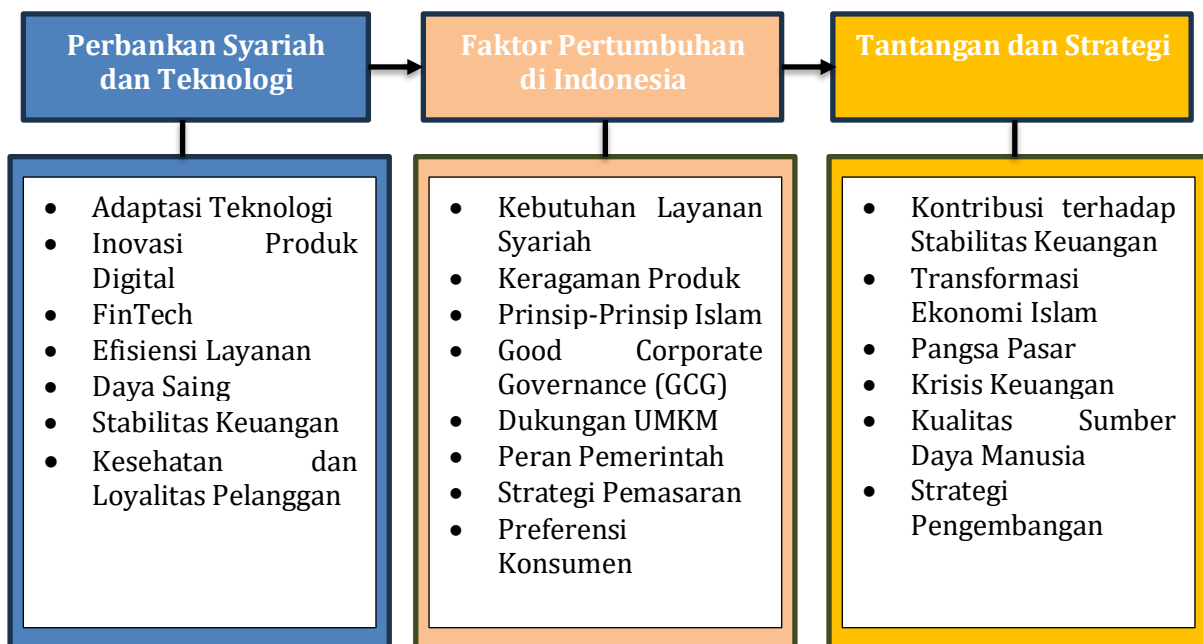 Perbankan Syariah
dan Teknologi
Faktor Pertumbuhan
di Indonesia
Tantangan dan Strategi
• Adaptasi Teknologi
• Inovasi Produk
Digital
• FinTech
• Efisiensi Layanan
• Daya Saing
• Stabilitas Keuangan
• Kesehatan dan
Loyalitas Pelanggan
• Kebutuhan Layanan
Syariah
• Keragaman Produk
• Prinsip-Prinsip Islam
• Good Corporate
Governance (GCG)
• Dukungan UMKM
• Peran Pemerintah
• Strategi Pemasaran
• Preferensi
Konsumen
• Kontribusi terhadap
Stabilitas Keuangan
• Transformasi
Ekonomi Islam
• Pangsa Pasar
• Krisis Keuangan
• Kualitas Sumber
Daya Manusia
• Strategi
Pengembangan